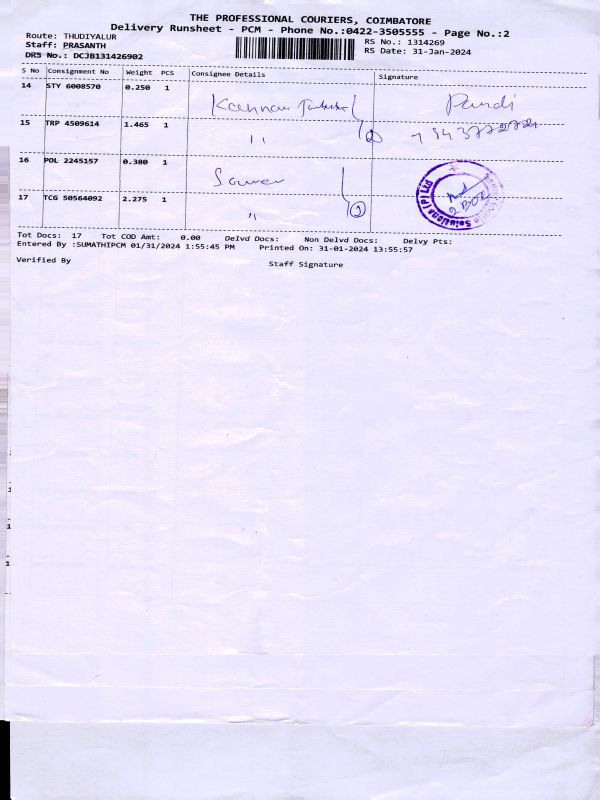 THE PROFESSIONAL COURIERS, COIMBATORE
Delivery Runsheet - PCM - Phone No.:0422-3505555 - Page No.:2
Route: THUDIYALUR
RS No.: 1314269
Staff: PRASANTH
RS Date: 31-Jan-2024
DRS No.: DCJB131426902
S No Consignment No Weight PCS Consignee Details Signature
14 STY 6008570 0.250 1 Kannan Pandi
15 TRP 4509614 1.465 1 " 2
16 POL 2245157 0.380 1
17 TCG 50564092 2.275 1 " 2
Tot Docs: 17 Tot COD Amt: 0.00 Delvd Docs: Non Delvd Docs: Delvy Pts:
Entered By :SUMATHIPCM 01/31/2024 1:55:45 PM Printed On: 31-01-2024 13:55:57
Verified By Staff Signature